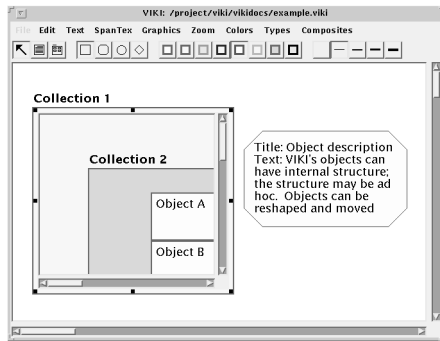 VIKI: /project/viki/vikidocs/example.viki
File Edit Text SpanTex Graphics Zoom Colors Types Composites
Collection 1
Collection 2
Object A
Object B
Title: Object description
Text: VIKI's objects can
have internal structure;
the structure may be ad
hoc. Objects can be
reshaped and moved